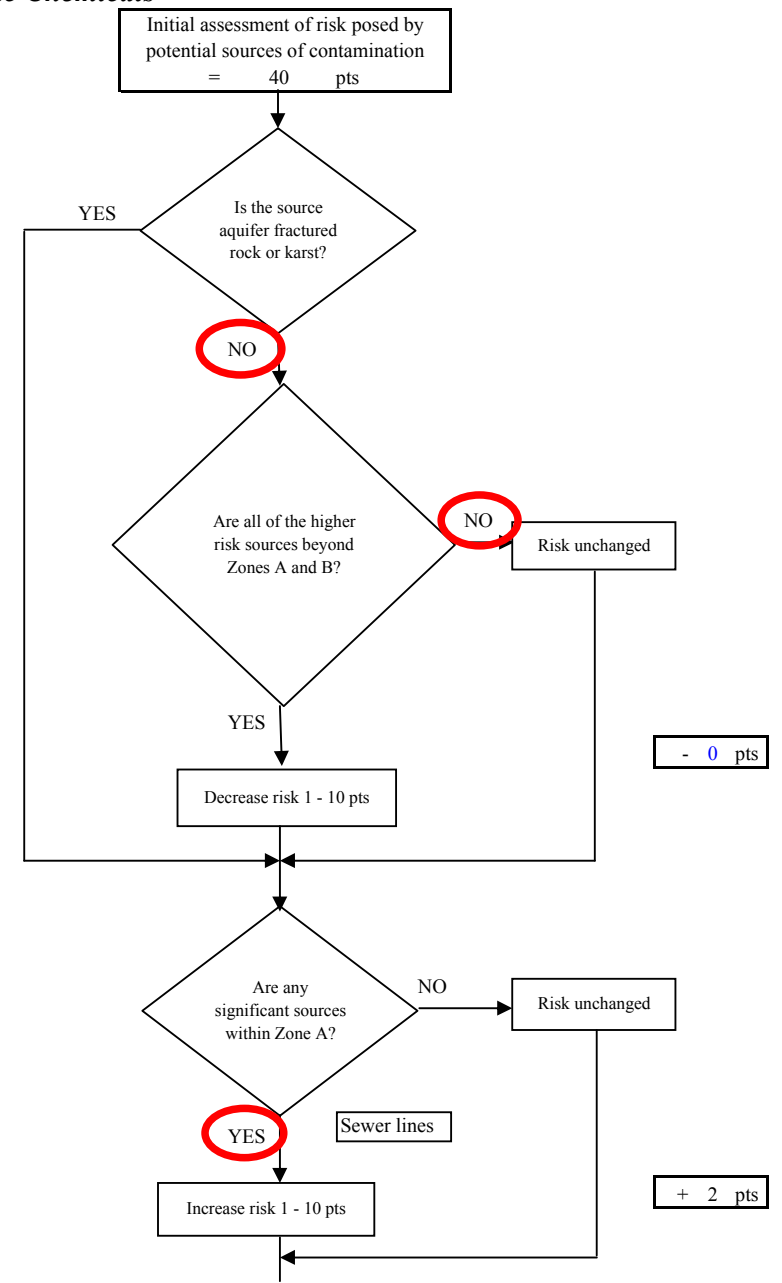 Initial assessment of risk posed by
potential sources of contamination
= 40 pts
YES
Is the source
aquifer fractured
rock or karst?
NO
Are all of the higher
risk sources beyond
Zones A and B?
NO
Risk unchanged
YES
- 0 pts
Decrease risk 1 - 10 pts
Are any
significant sources
within Zone A?
NO
Risk unchanged
YES
Sewer lines
+ 2 pts
Increase risk 1 - 10 pts